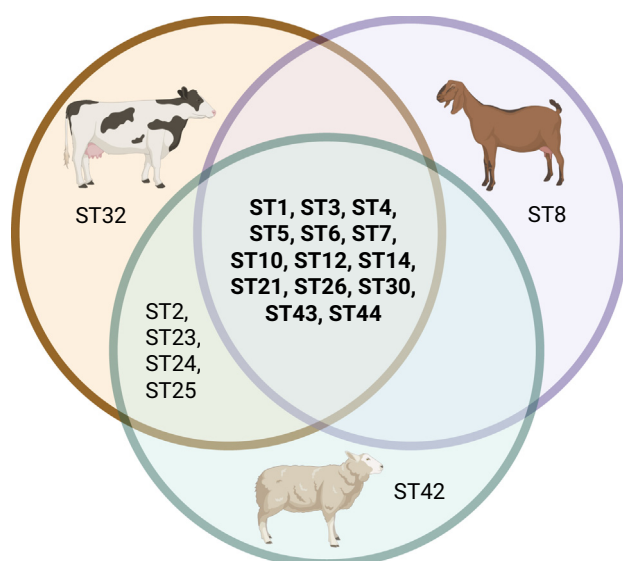 ST32
ST8
ST1, ST3, ST4,
ST5, ST6, ST7,
ST10, ST12, ST14,
ST21, ST26, ST30,
ST43, ST44
ST2,
ST23,
ST24,
ST25
ST42